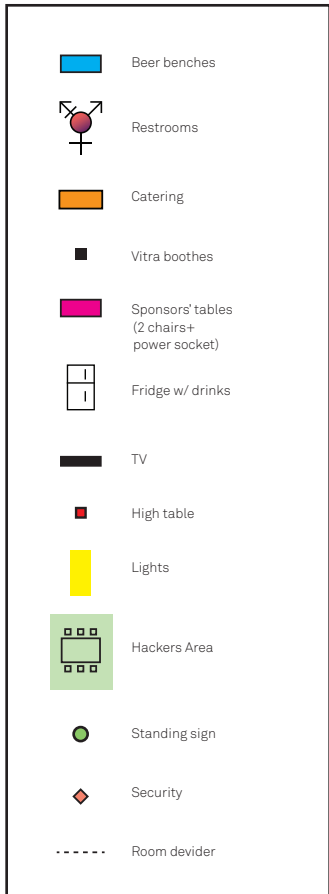 Beer benches
Restrooms
Catering
Vitra boothes
Sponsors' tables
(2 chairs+
power socket)
Fridge w/ drinks
TV
High table
Lights
Hackers Area
Standing sign
Security
Room devider